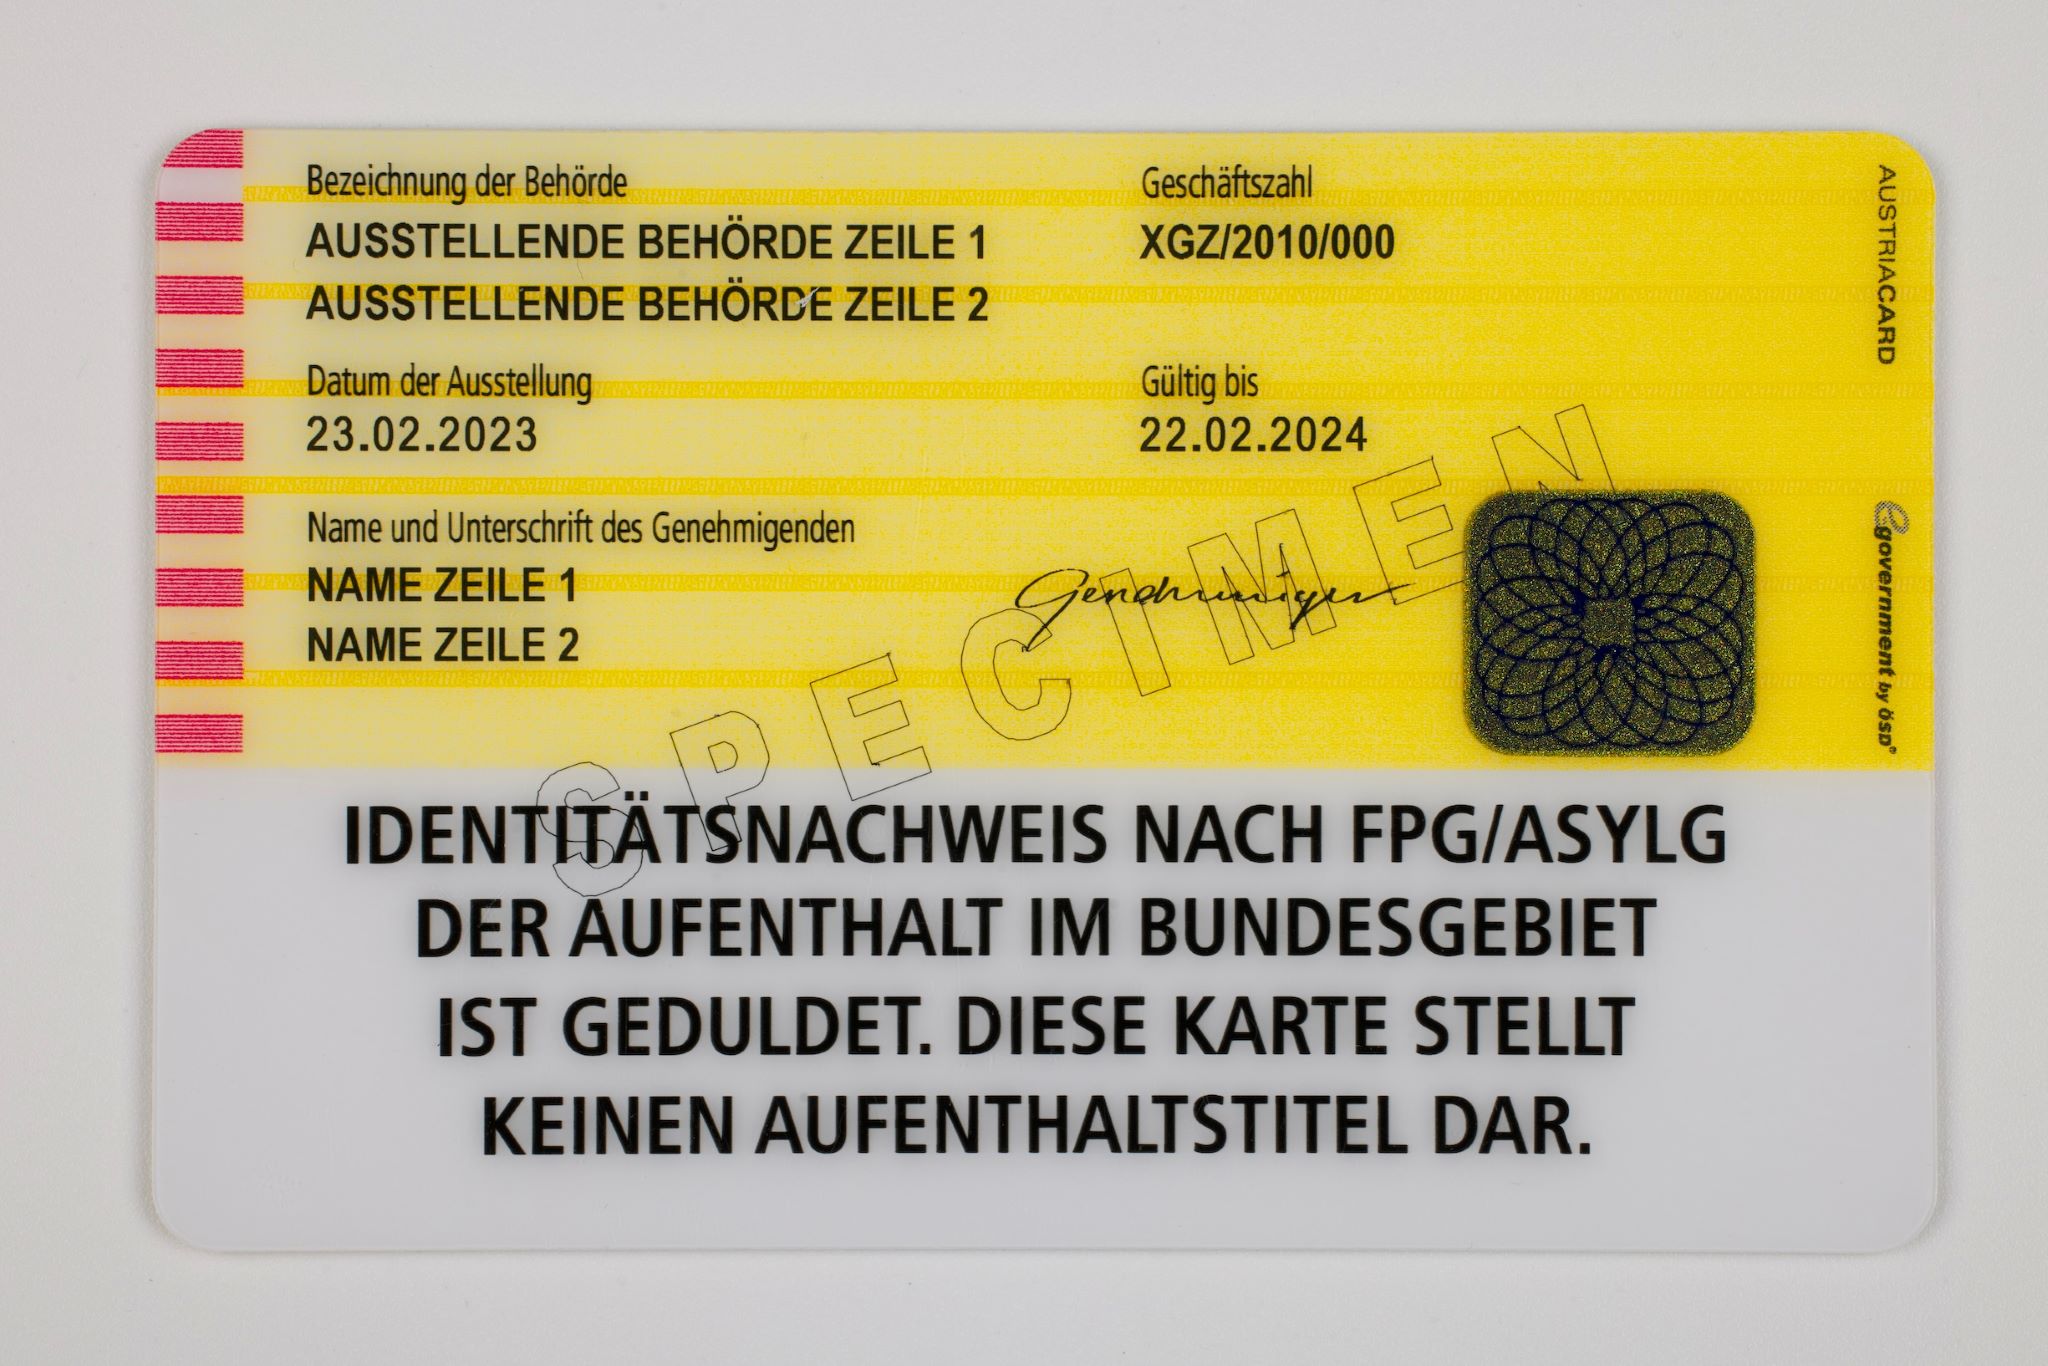 Bezeichnung der Behörde
AUSSTELLENDE BEHÖRDE ZEILE 1
AUSSTELLENDE BEHÖRDE ZEILE 2
Geschäftszahl
XGZ/2010/000
Datum der Ausstellung
23.02.2023
Gültig bis
22.02.2024
Name und Unterschrift des Genehmigenden
NAME ZEILE 1
NAME ZEILE 2
SPECIMEN
AUSTRIACARD
egovernment by ÖSD®
IDENTITÄTSNACHWEIS NACH FPG/ASYLG
DER AUFENTHALT IM BUNDESGEBIET
IST GEDULDET. DIESE KARTE STELLT
KEINEN AUFENTHALTSTITEL DAR.